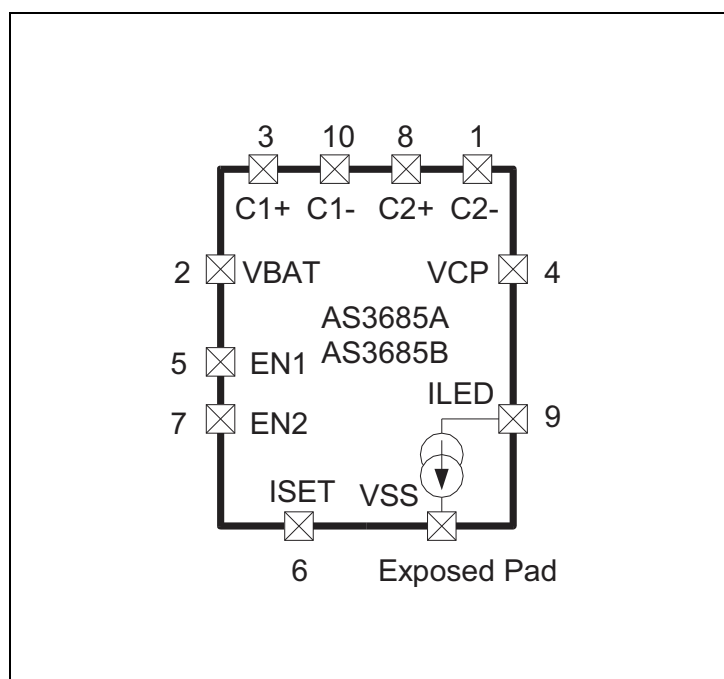 3 10 8 1
C1+ C1- C2+ C2-
2 VBAT VCP 4
AS3685A
AS3685B
5 EN1
ILED
7 EN2 9
ISET VSS
6 Exposed Pad